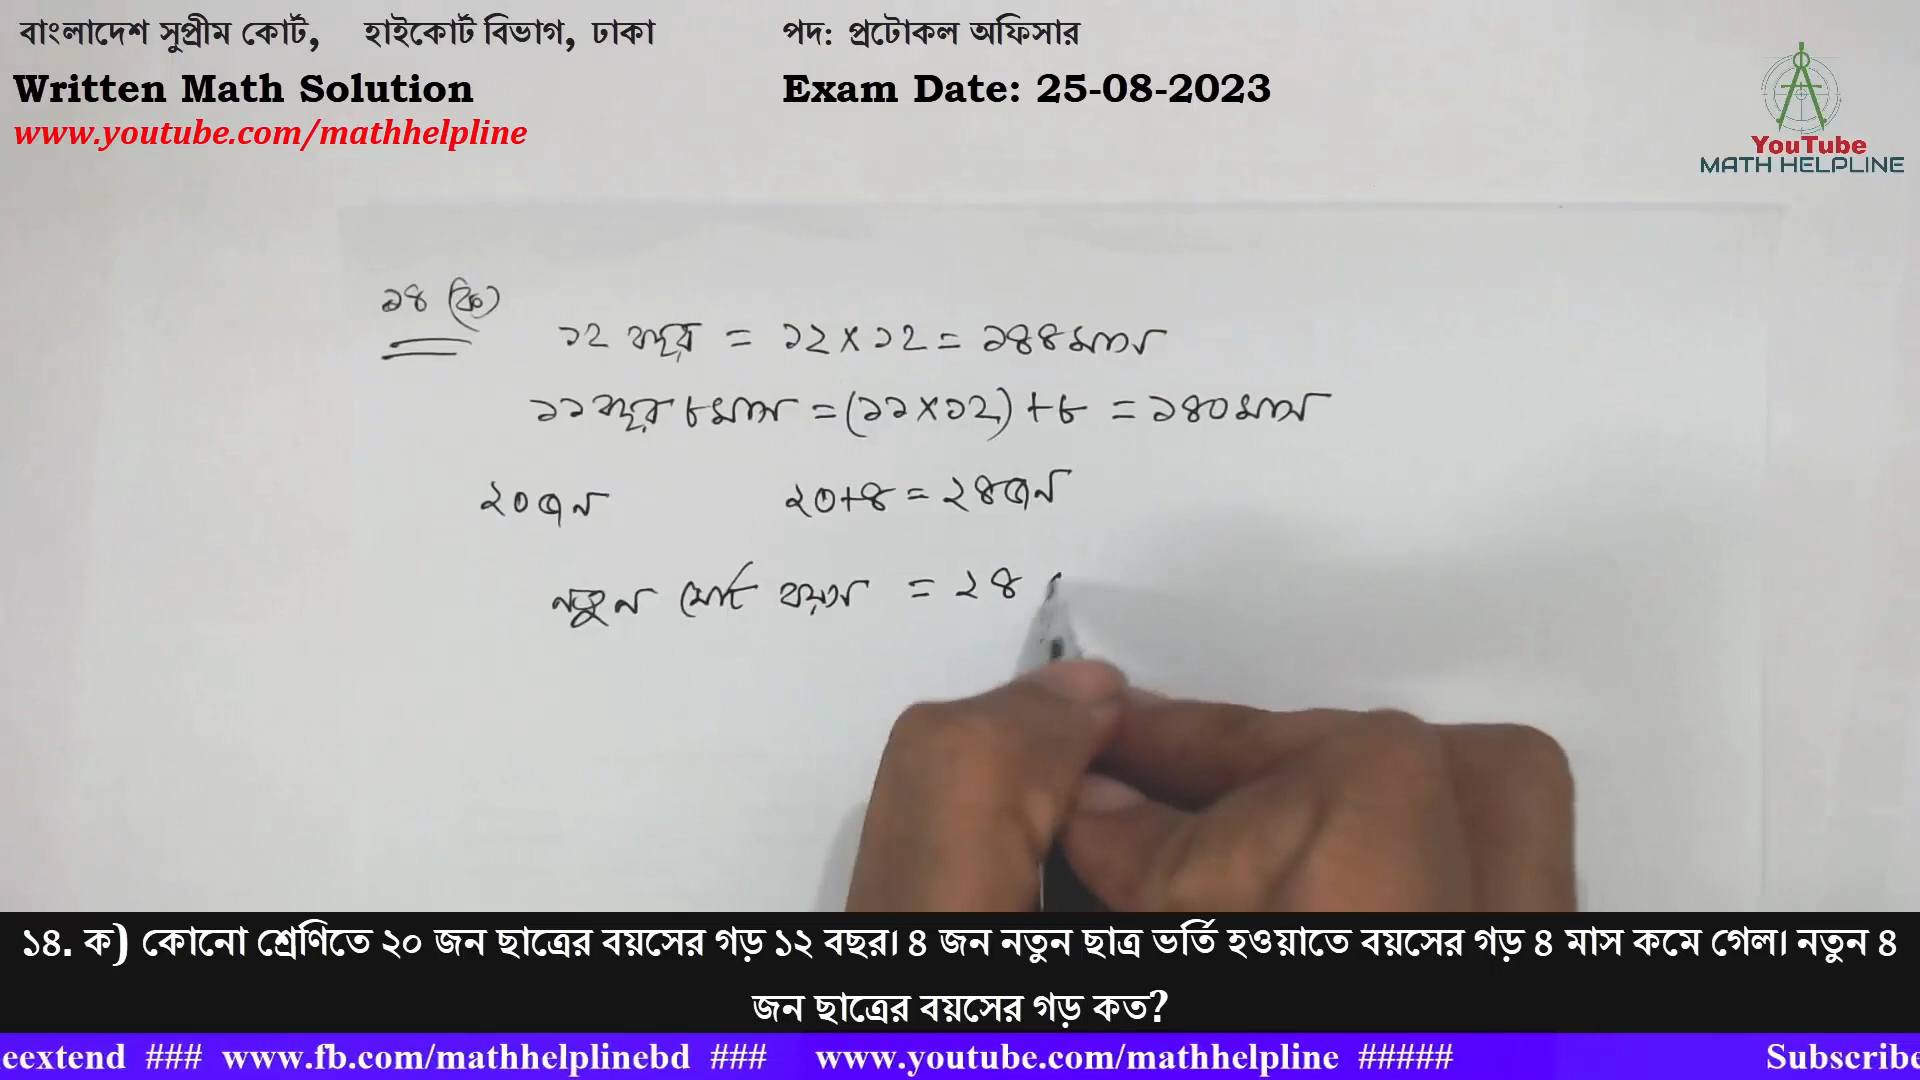 বাংলাদেশ সুপ্রীম কোর্ট, হাইকোর্ট বিভাগ, ঢাকা পদ: প্রটোকল অফিসার
Written Math Solution Exam Date: 25-08-2023
www.youtube.com/mathhelpline
YouTube
MATH HELPLINE
১৪ (ক)
১২ বছর = ১২ × ১২ = ১৪৪ মাস
১১ বছর ৮ মাস = (১১ × ১২) + ৮ = ১৪০ মাস
২০ জন ২০+৪ = ২৪ জন
নতুন মোট বয়স = ২৪
১৪. ক) কোনো শ্রেণিতে ২০ জন ছাত্রের বয়সের গড় ১২ বছর। ৪ জন নতুন ছাত্র ভর্তি হওয়াতে বয়সের গড় ৪ মাস কমে গেল। নতুন ৪
জন ছাত্রের বয়সের গড় কত?
eextend ### www.fb.com/mathhelplinebd ### www.youtube.com/mathhelpline ##### Subscribe